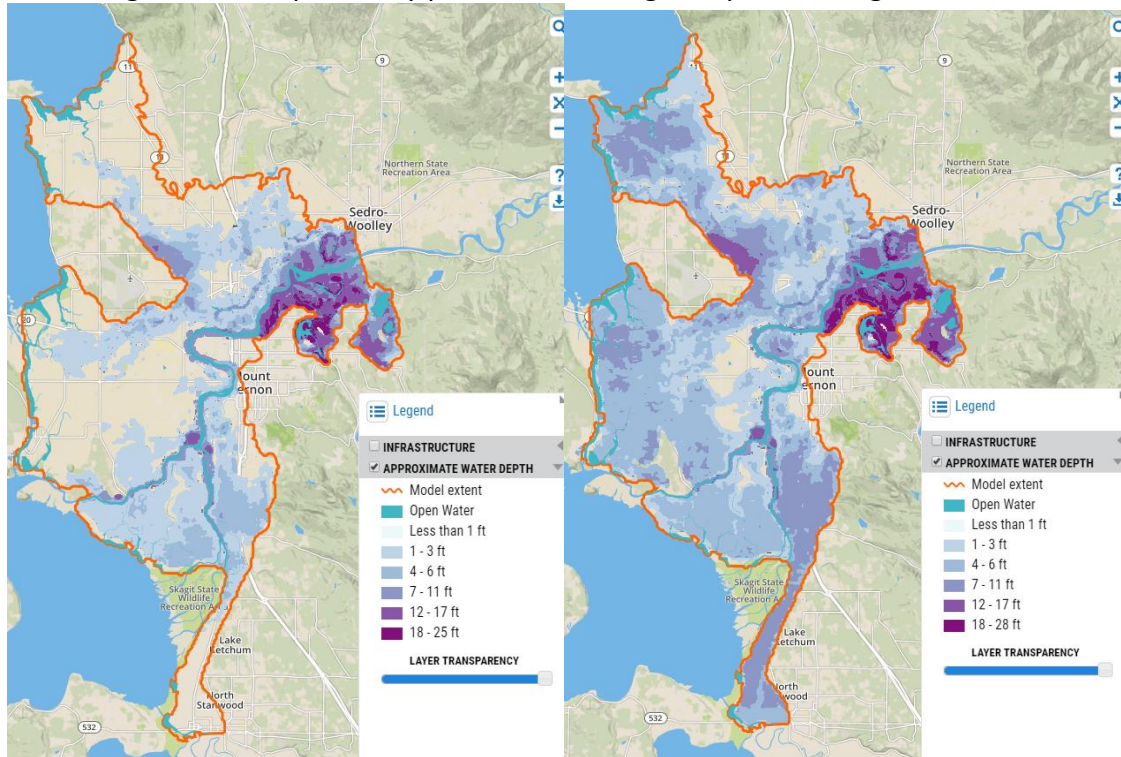 11
9
11
Northern State
Recreation Area
Sedro-
Woolley
20
Mount
Vernon
Skagit State
Wildlife
Recreation A
Lake
Ketchum
North
Stanwood
532
Legend
INFRASTRUCTURE
APPROXIMATE WATER DEPTH
Model extent
Open Water
Less than 1 ft
1 - 3 ft
4 - 6 ft
7 - 11 ft
12 - 17 ft
18 - 25 ft
LAYER TRANSPARENCY
11
9
11
Northern State
Recreation Area
Sedro-
Woolley
20
Mount
Vernon
Skagit State
Wildlife
Recreation A
Lake
Ketchum
North
Stanwood
532
Legend
INFRASTRUCTURE
APPROXIMATE WATER DEPTH
Model extent
Open Water
Less than 1 ft
1 - 3 ft
4 - 6 ft
7 - 11 ft
12 - 17 ft
18 - 28 ft
LAYER TRANSPARENCY